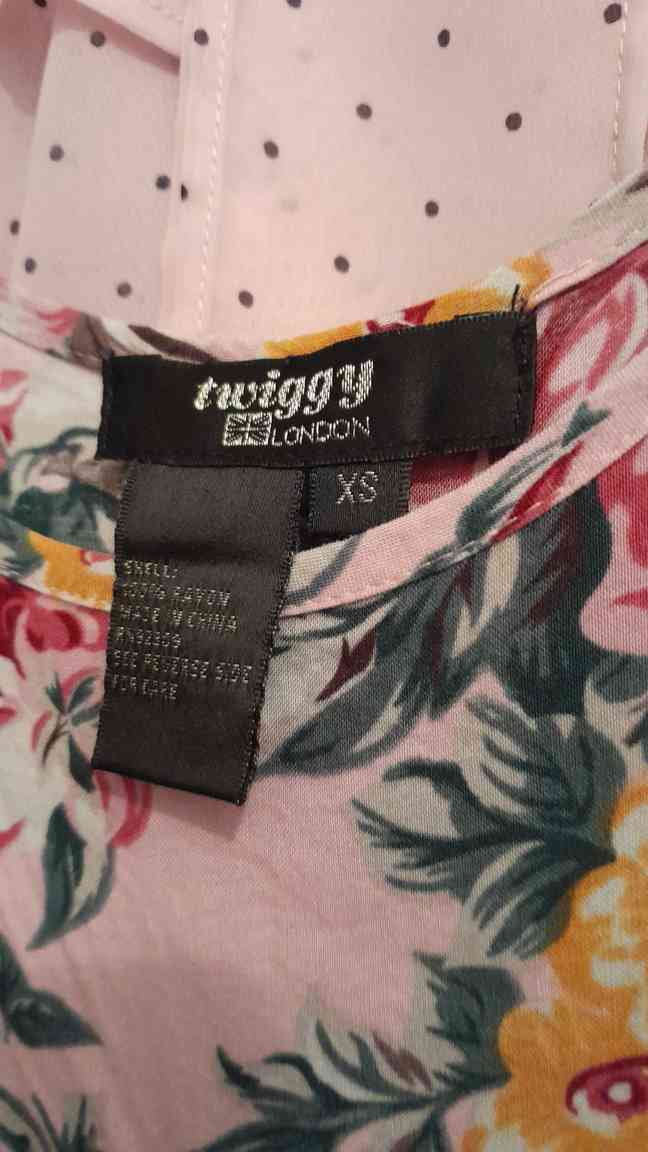 twiggy
LONDON
XS
SHELL:
100% RAYON
MADE IN CHINA
SEE REVERSE SIDE
FOR CARE